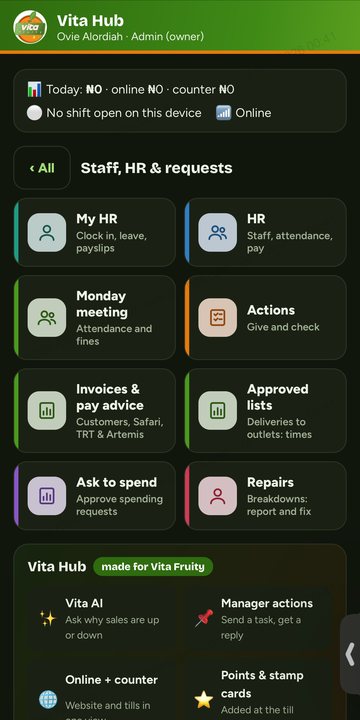 vita
Vita Hub
Ovie Alordiah · Admin (owner)
Today: ₦0 · online ₦0 · counter ₦0
No shift open on this device Online
‹ All
Staff, HR & requests
My HR
Clock in, leave,
payslips
HR
Staff, attendance,
pay
Monday
meeting
Attendance and
fines
Actions
Give and check
Invoices &
pay advice
Customers, Safari,
TRT & Artemis
Approved
lists
Deliveries to
outlets: times
Ask to spend
Approve spending
requests
Repairs
Breakdowns:
report and fix
Vita Hub made for Vita Fruity
Vita AI
Ask why sales are up
or down
Manager actions
Send a task, get a
reply
Online + counter
Website and tills in
one view
Points & stamp
cards
Added at the till